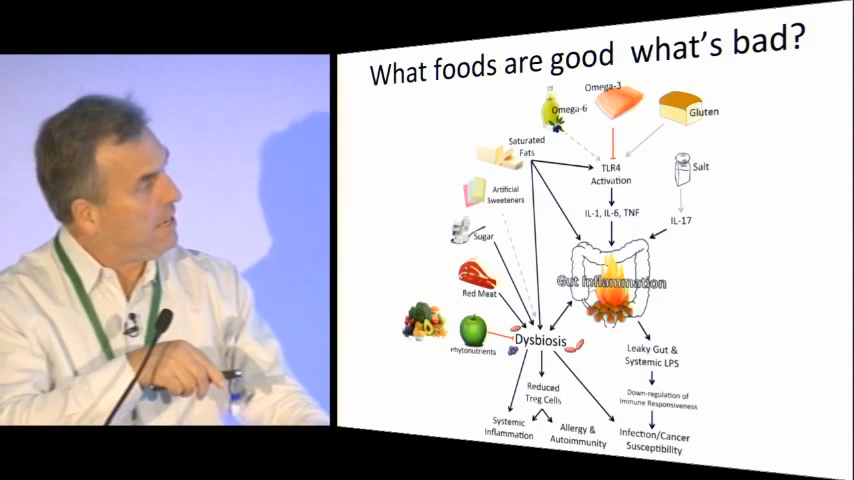 What foods are good what's bad?
Omega-3
Omega-6
Gluten
Saturated
Fats
TLR4
Activation
Salt
Artificial
Sweeteners
IL-1, IL-6, TNF
IL-17
Sugar
Gut Inflammation
Red Meat
Dysbiosis
Phytonutrients
Leaky Gut &
Systemic LPS
Reduced
Treg Cells
Down-regulation of
Immune Responsiveness
Systemic
Inflammation
Allergy &
Autoimmunity
Infection/Cancer
Susceptibility